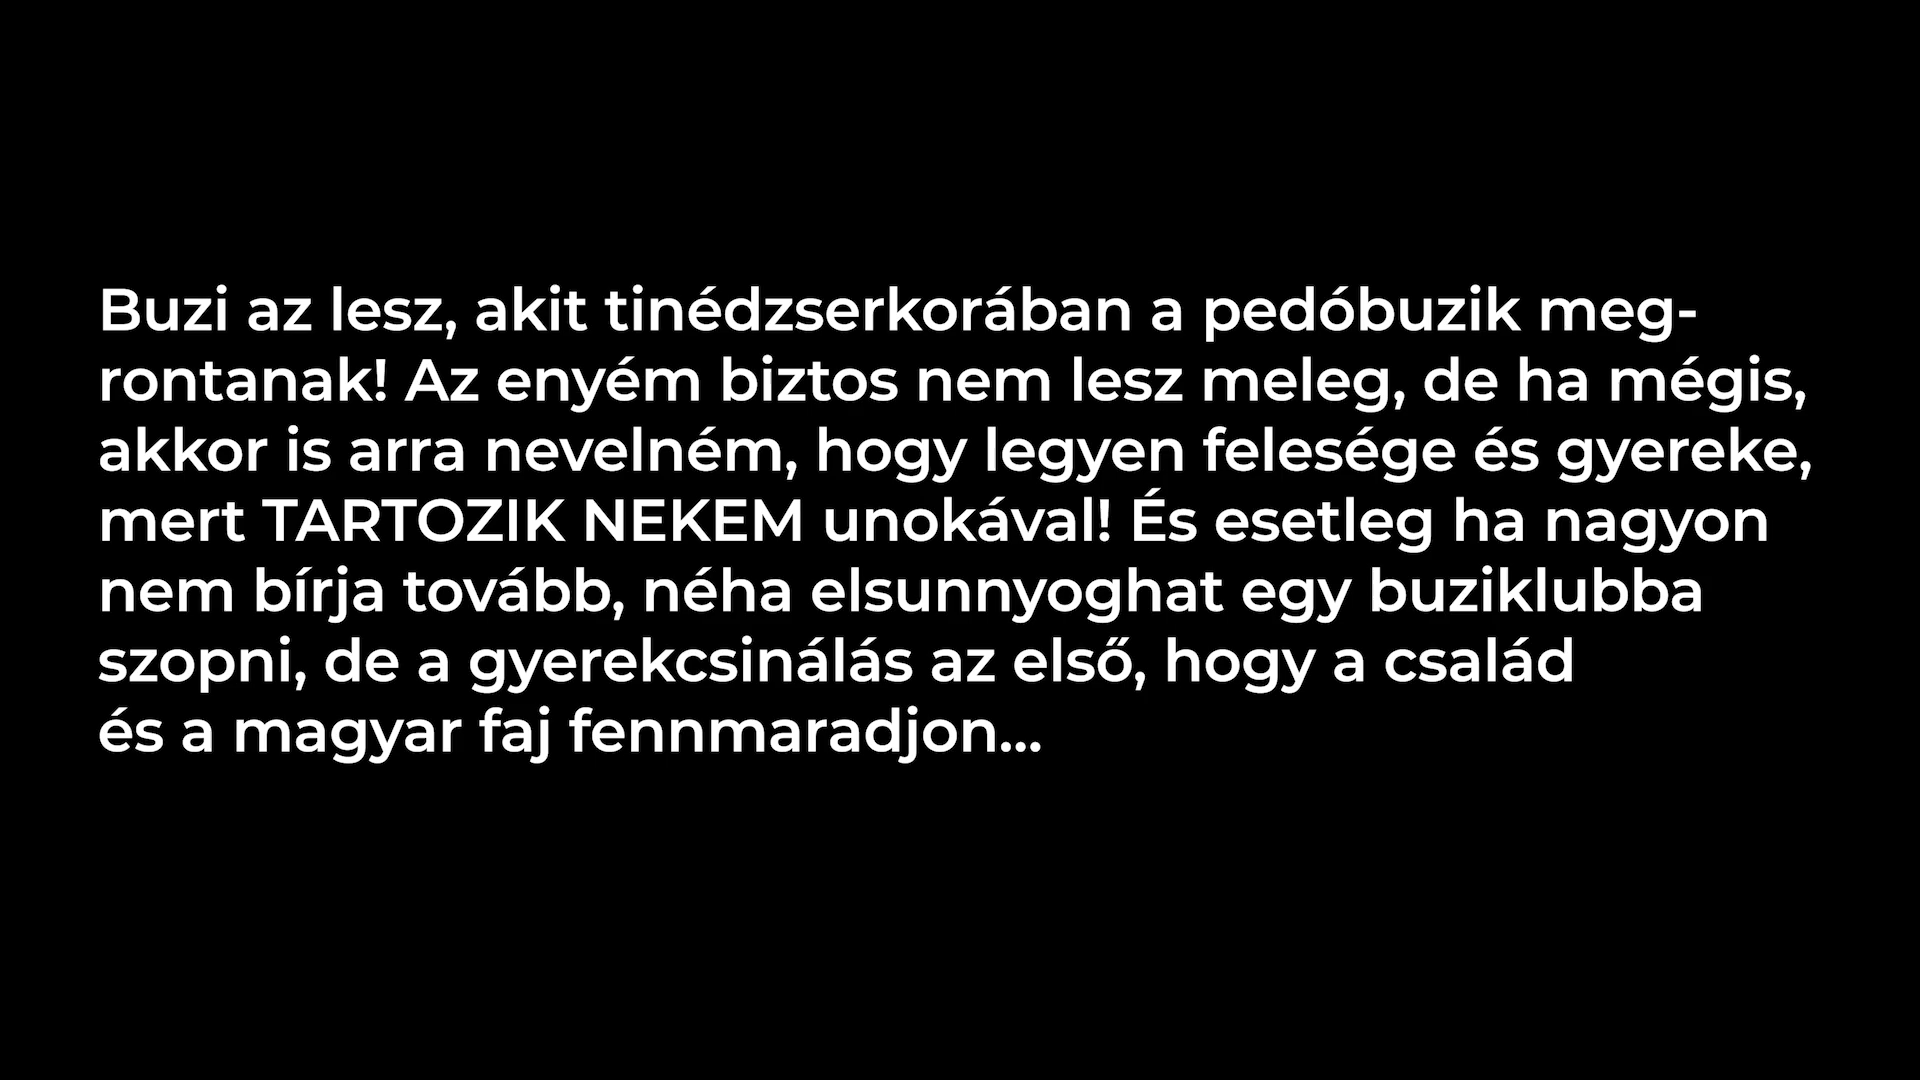 Buzi az lesz, akit tinédzserkorában a pedóbuzik meg-
rontanak! Az enyém biztos nem lesz meleg, de ha mégis,
akkor is arra nevelném, hogy legyen felesége és gyereke,
mert TARTOZIK NEKEM unokával! És esetleg ha nagyon
nem bírja tovább, néha elsunnyoghat egy buziklubba
szopni, de a gyerekcsinálás az első, hogy a család
és a magyar faj fennmaradjon...